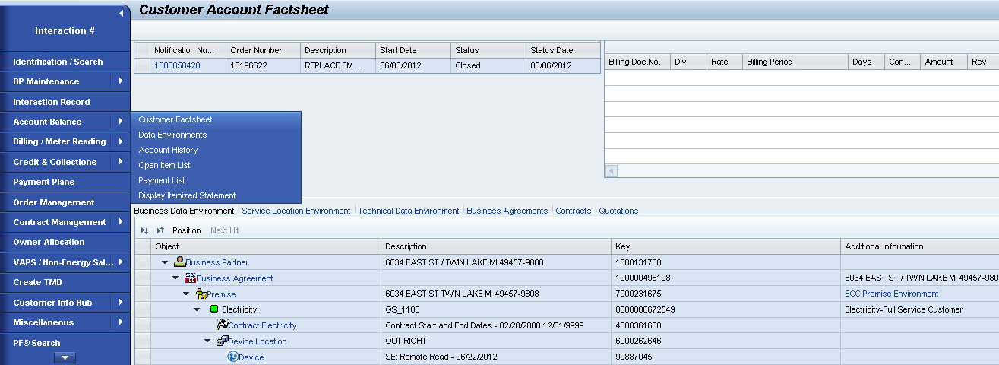 Customer Account Factsheet
Interaction #
Identification / Search
BP Maintenance
Interaction Record
Account Balance
Billing / Meter Reading
Credit & Collections
Payment Plans
Order Management
Contract Management
Owner Allocation
VAPS / Non-Energy Sal...
Create TMD
Customer Info Hub
Miscellaneous
PF® Search
Customer Factsheet
Data Environments
Account History
Open Item List
Payment List
Display Itemized Statement
Notification Nu... Order Number Description Start Date Status Status Date
1000058420 10196622 REPLACE EM... 06/06/2012 Closed 06/06/2012
Billing Doc.No. Div Rate Billing Period Days Con... Amount Rev
Business Data Environment Service Location Environment Technical Data Environment Business Agreements Contracts Quotations
Position Next Hit
Object Description Key Additional Information
Business Partner 6034 EAST ST / TWIN LAKE MI 49457-9808 1000131738
Business Agreement 100000496198 6034 EAST ST / TWIN LAKE MI 49457-980
Premise 6034 EAST ST TWIN LAKE MI 49457-9808 7000231675 ECC Premise Environment
Electricity: GS_1100 0000000672549 Electricity-Full Service Customer
Contract Electricity Contract Start and End Dates - 02/28/2008 12/31/9999 4000361688
Device Location OUT RIGHT 6000262646
Device SE: Remote Read - 06/22/2012 99887045